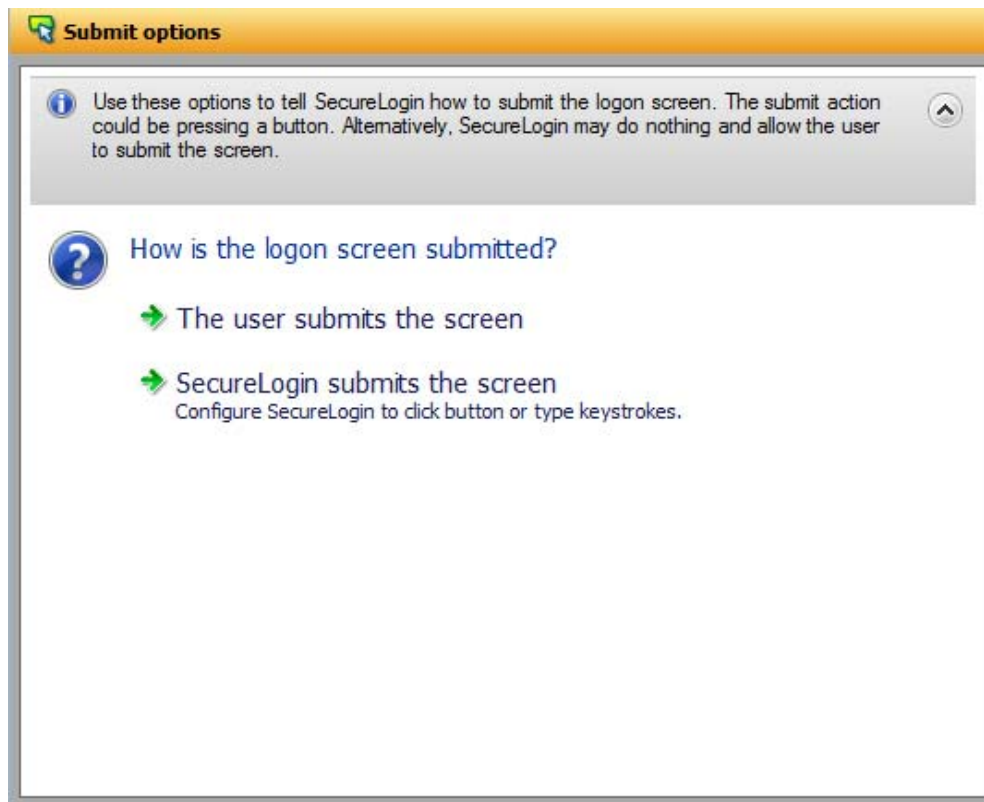 Submit options
Use these options to tell SecureLogin how to submit the logon screen. The submit action
could be pressing a button. Alternatively, SecureLogin may do nothing and allow the user
to submit the screen.
How is the logon screen submitted?
The user submits the screen
SecureLogin submits the screen
Configure SecureLogin to click button or type keystrokes.